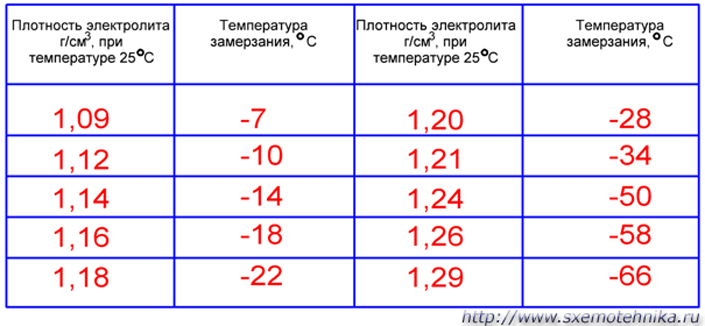 Плотность электролита г/см³, при температуре 25°С
Температура замерзания, °С
Плотность электролита г/см³, при температуре 25°С
Температура замерзания, °С
1,09 -7 1,20 -28
1,12 -10 1,21 -34
1,14 -14 1,24 -50
1,16 -18 1,26 -58
1,18 -22 1,29 -66
http://www.sxemotehnika.ru